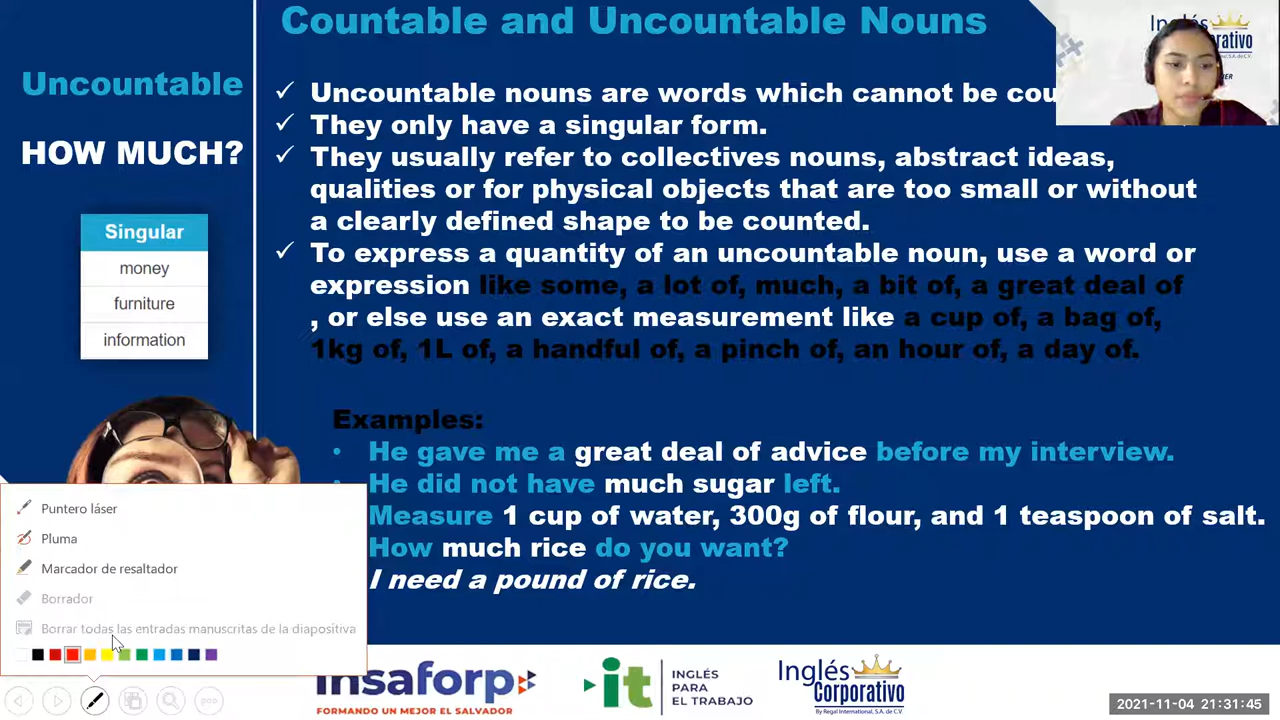 Countable and Uncountable Nouns
Uncountable
HOW MUCH?
Singular
money
furniture
information
✓ Uncountable nouns are words which cannot be cou
✓ They only have a singular form.
✓ They usually refer to collectives nouns, abstract ideas,
qualities or for physical objects that are too small or without
a clearly defined shape to be counted.
✓ To express a quantity of an uncountable noun, use a word or
expression like some, a lot of, much, a bit of, a great deal of
, or else use an exact measurement like a cup of, a bag of,
1kg of, 1L of, a handful of, a pinch of, an hour of, a day of.
Examples:
• He gave me a great deal of advice before my interview.
• He did not have much sugar left.
Measure 1 cup of water, 300g of flour, and 1 teaspoon of salt.
How much rice do you want?
I need a pound of rice.
Puntero láser
Pluma
Marcador de resaltador
Borrador
Borrar todas las entradas manuscritas de la diapositiva
insaforp
FORMANDO UN MEJOR EL SALVADOR
it
INGLÉS
PARA
EL TRABAJO
Inglés
Corporativo
By Regal International, S.A. de C.V.
2021-11-04 21:31:45